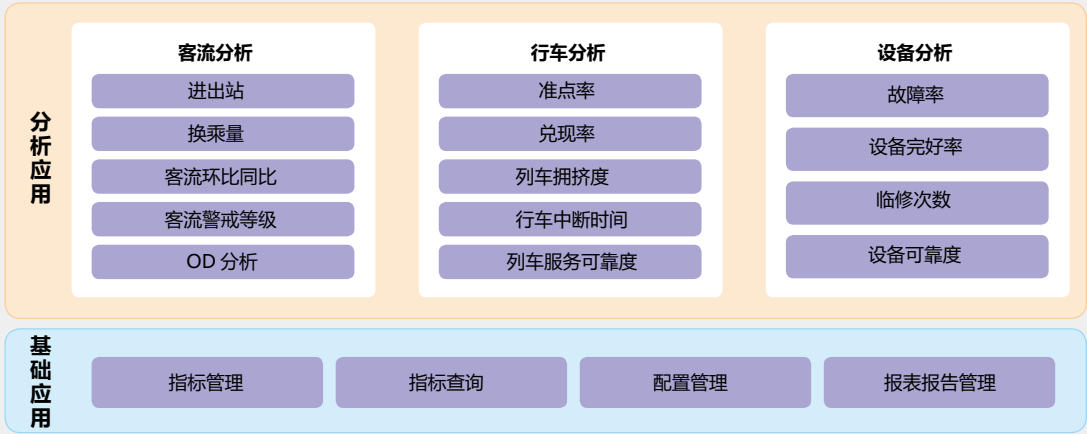 分析应用
客流分析
进出站
换乘量
客流环比同比
客流警戒等级
OD 分析
行车分析
准点率
兑现率
列车拥挤度
行车中断时间
列车服务可靠度
设备分析
故障率
设备完好率
临修次数
设备可靠度
基础应用
指标管理
指标查询
配置管理
报表报告管理